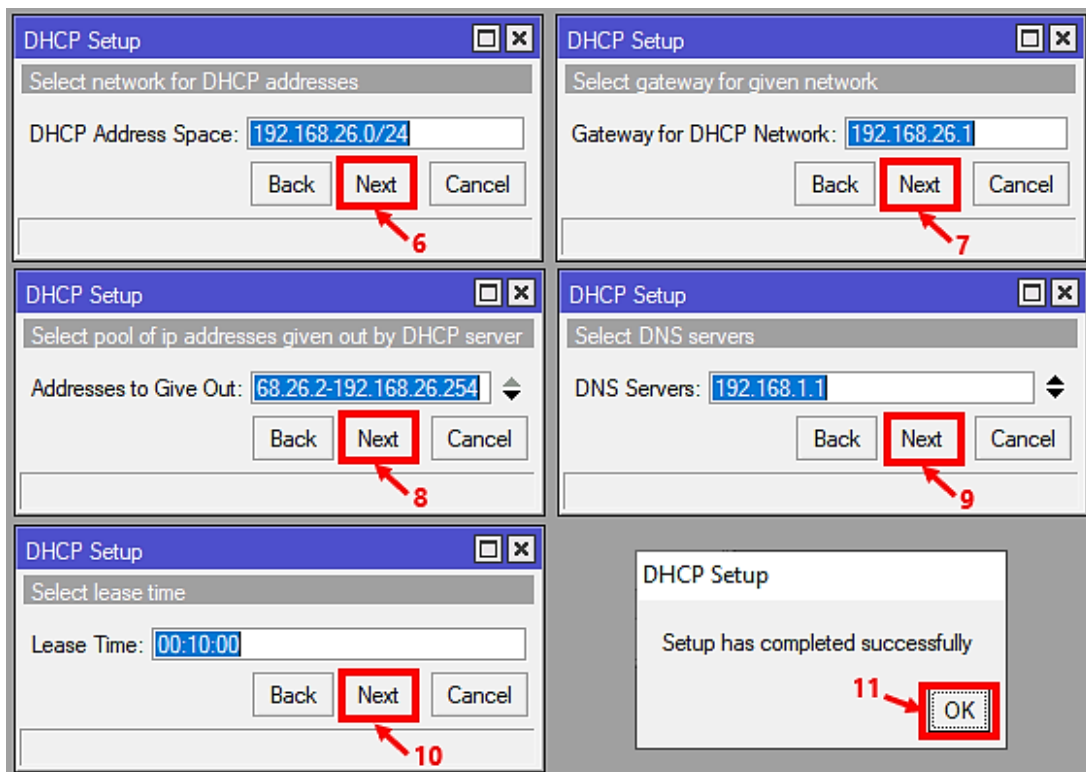 DHCP Setup
Select network for DHCP addresses
DHCP Address Space: 192.168.26.0/24
Back Next Cancel
6
DHCP Setup
Select gateway for given network
Gateway for DHCP Network: 192.168.26.1
Back Next Cancel
7
DHCP Setup
Select pool of ip addresses given out by DHCP server
Addresses to Give Out: 68.26.2-192.168.26.254
Back Next Cancel
8
DHCP Setup
Select DNS servers
DNS Servers: 192.168.1.1
Back Next Cancel
9
DHCP Setup
Select lease time
Lease Time: 00:10:00
Back Next Cancel
10
DHCP Setup
Setup has completed successfully
11
OK